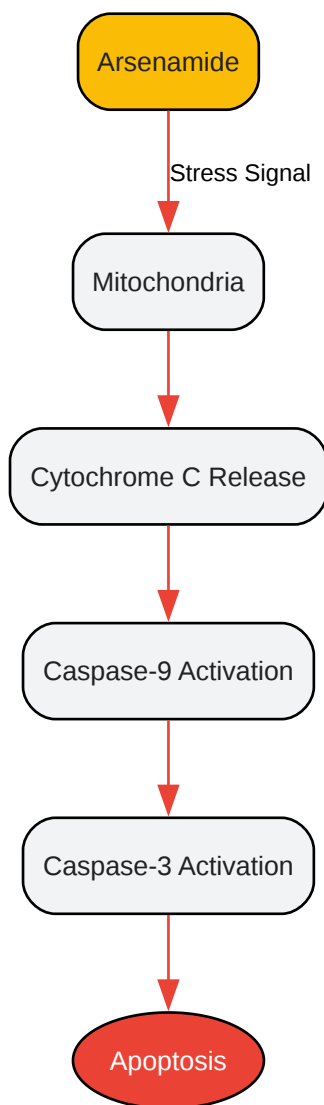 Arsenamide
Stress Signal
Mitochondria
Cytochrome C Release
Caspase-9 Activation
Caspase-3 Activation
Apoptosis